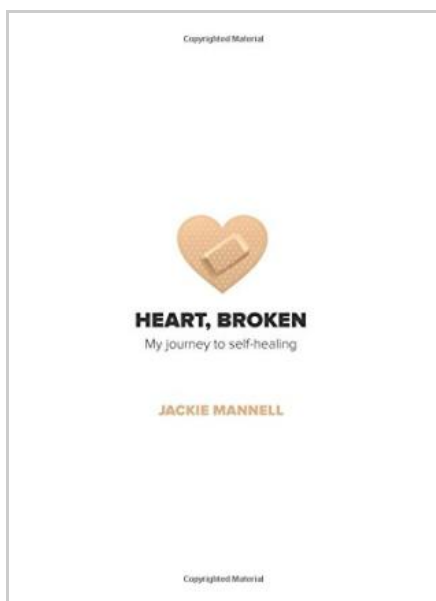 Copyrighted Material
HEART, BROKEN
My journey to self-healing
JACKIE MANNELL
Copyrighted Material